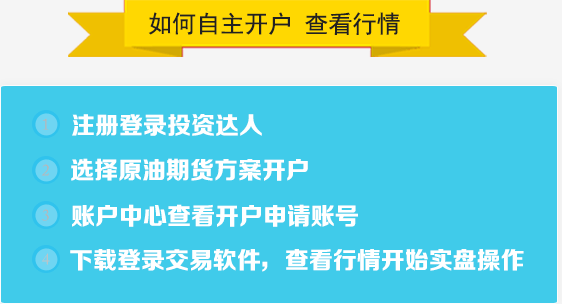 如何自主开户 查看行情
1 注册登录投资达人
2 选择原油期货方案开户
3 账户中心查看开户申请账号
4 下载登录交易软件，查看行情开始实盘操作